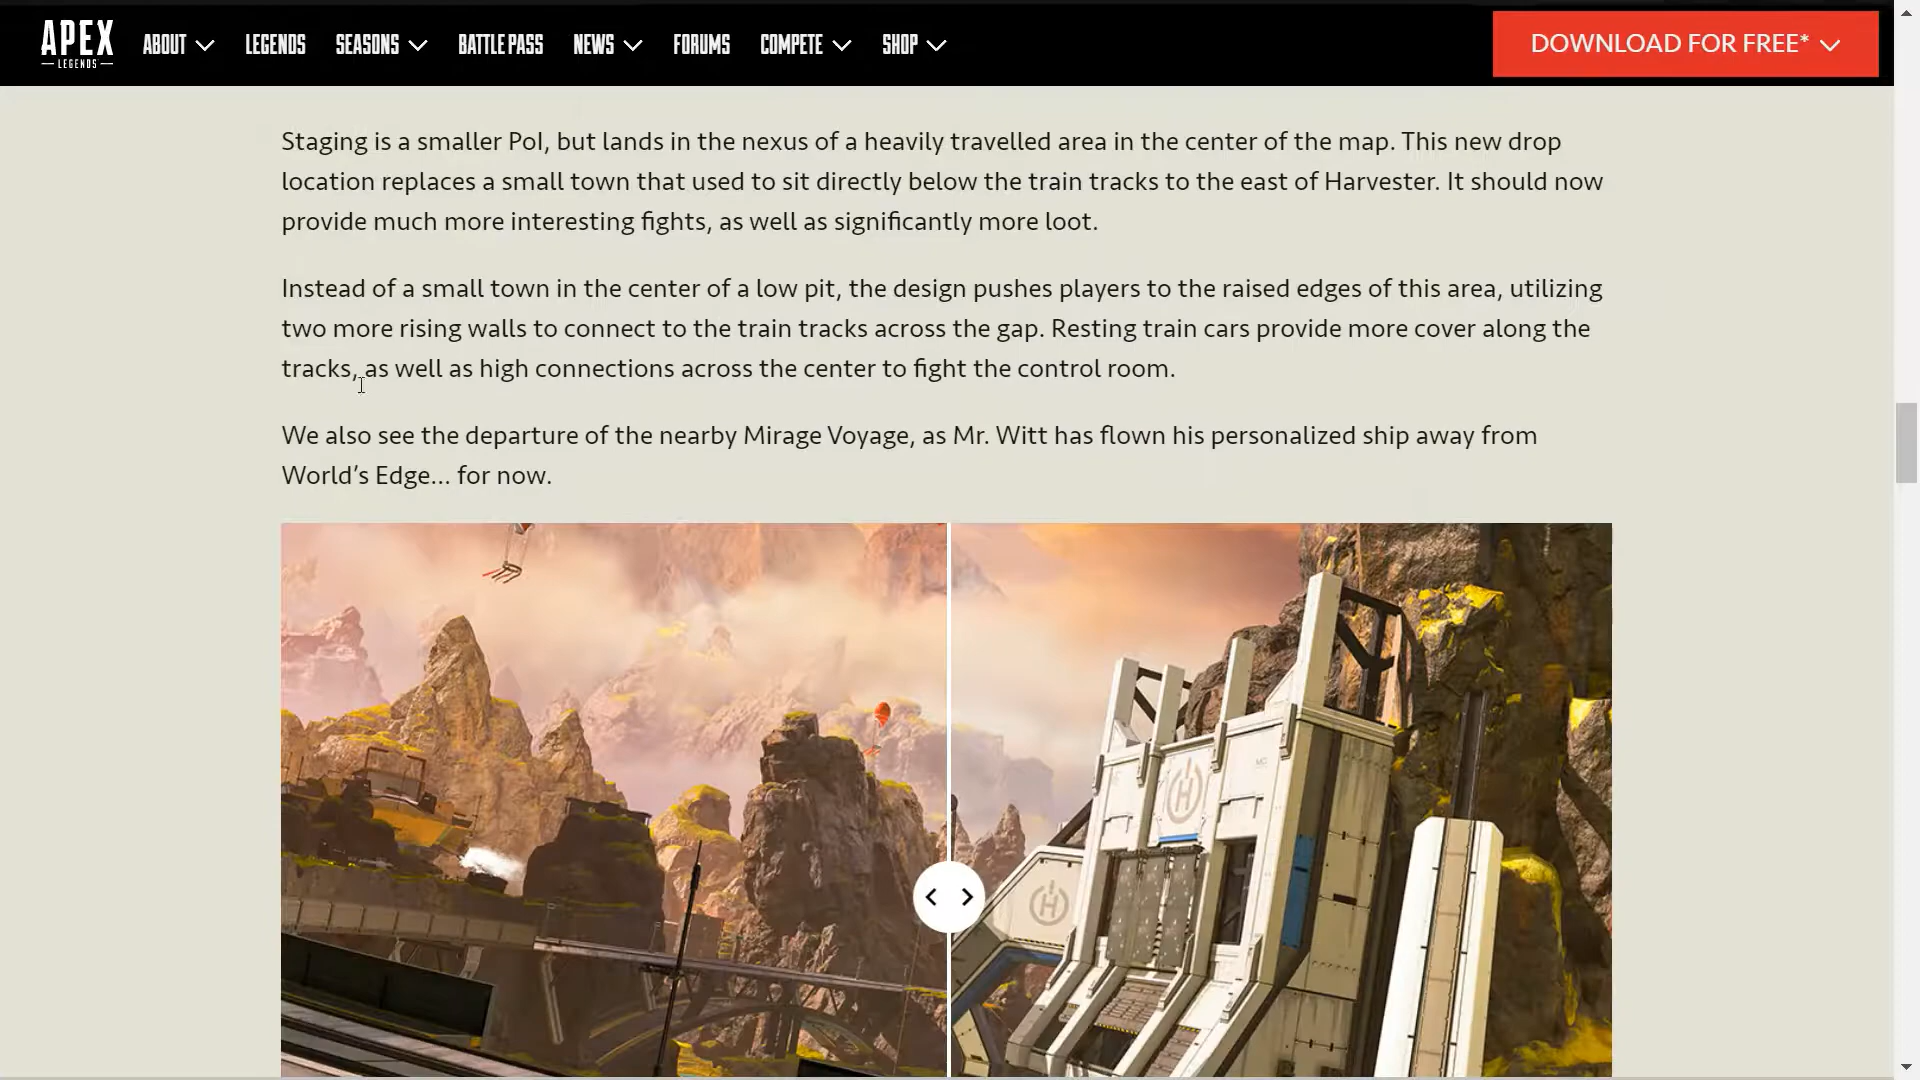 APEX
LEGENDS
ABOUT
LEGENDS
SEASONS
BATTLE PASS
NEWS
FORUMS
COMPETE
SHOP
DOWNLOAD FOR FREE*
Staging is a smaller PoI, but lands in the nexus of a heavily travelled area in the center of the map. This new drop
location replaces a small town that used to sit directly below the train tracks to the east of Harvester. It should now
provide much more interesting fights, as well as significantly more loot.
Instead of a small town in the center of a low pit, the design pushes players to the raised edges of this area, utilizing
two more rising walls to connect to the train tracks across the gap. Resting train cars provide more cover along the
tracks, as well as high connections across the center to fight the control room.
We also see the departure of the nearby Mirage Voyage, as Mr. Witt has flown his personalized ship away from
World’s Edge… for now.
H
H